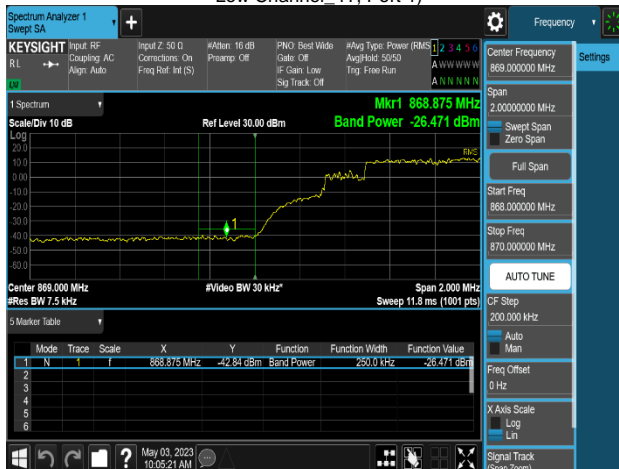 Low Channel_1T, Port 1)
Spectrum Analyzer 1
Swept SA
Frequency
KEYSIGHT
Input: RF
Coupling: AC
Align: Auto
Input Z: 50 Ω
Corrections: On
Freq Ref: Int (S)
#Atten: 16 dB
Preamp: Off
PNO: Best Wide
Gate: Off
IF Gain: Low
Sig Track: Off
#Avg Type: Power (RMS
Avg|Hold: 50/50
Trig: Free Run
1 2 3 4 5 6
A W W W W W
A N N N N N
RL
LXI
1 Spectrum
Scale/Div 10 dB
Ref Level 30.00 dBm
Mkr1 868.875 MHz
Band Power -26.471 dBm
Log
20.0
10.0
0.00
-10.0
-20.0
-30.0
-40.0
-50.0
-60.0
RMS
1
Center 869.000 MHz
#Res BW 7.5 kHz
#Video BW 30 kHz*
Span 2.000 MHz
Sweep 11.8 ms (1001 pts)
5 Marker Table
Mode Trace Scale X Y Function Function Width Function Value
1 N 1 f 868.875 MHz -42.84 dBm Band Power 250.0 kHz -26.471 dBm
2
3
4
5
6
May 03, 2023
10:05:21 AM
Settings
Center Frequency
869.000000 MHz
Span
2.00000000 MHz
Swept Span
Zero Span
Full Span
Start Freq
868.000000 MHz
Stop Freq
870.000000 MHz
AUTO TUNE
CF Step
200.000 kHz
Auto
Man
Freq Offset
0 Hz
X Axis Scale
Log
Lin
Signal Track
(Span Zoom)